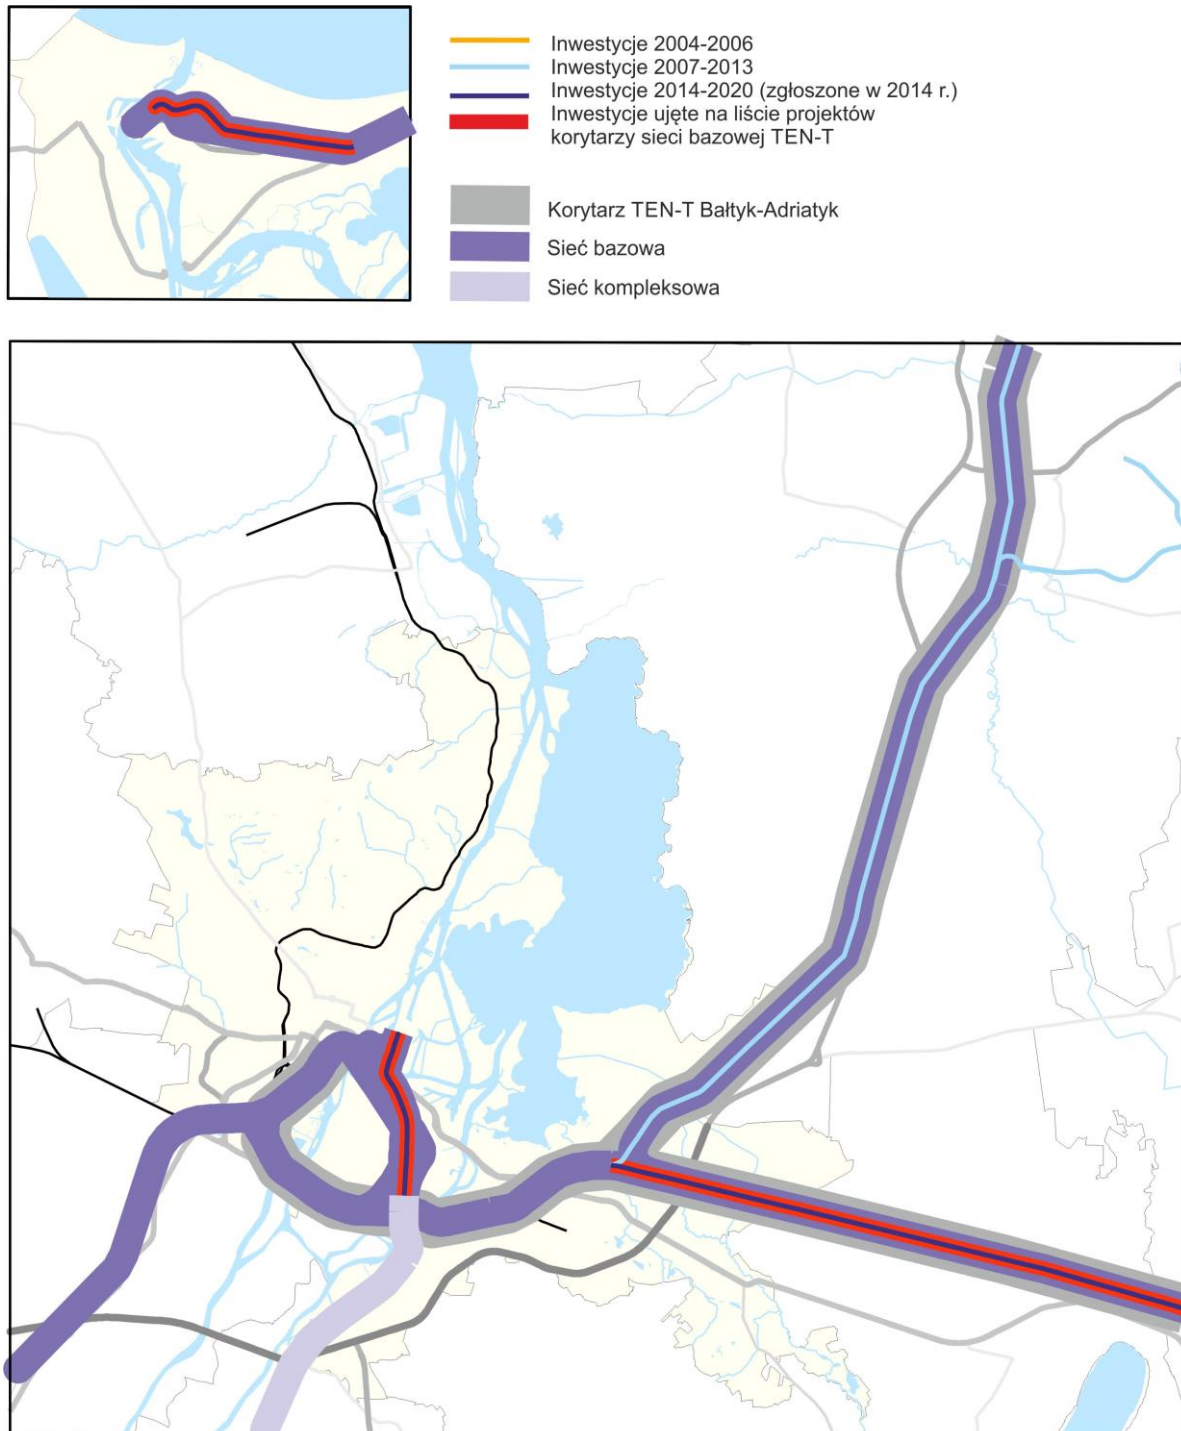 Inwestycje 2004-2006
Inwestycje 2007-2013
Inwestycje 2014-2020 (zgłoszone w 2014 r.)
Inwestycje ujęte na liście projektów
korytarzy sieci bazowej TEN-T
Korytarz TEN-T Bałtyk-Adriatyk
Sieć bazowa
Sieć kompleksowa